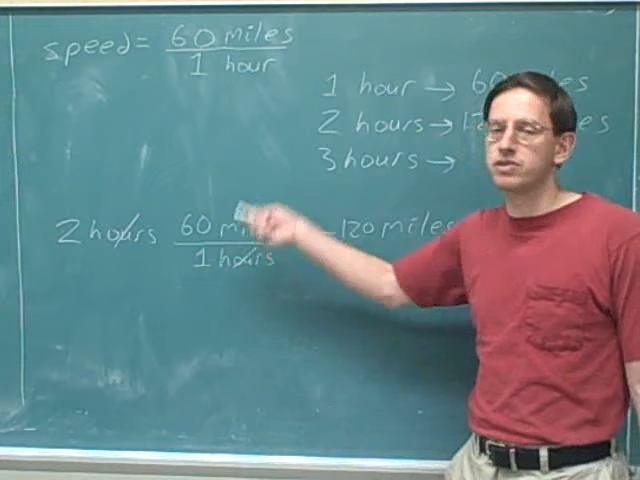 speed = 60 miles
1 hour
1 hour → 60
2 hours →
3 hours →
2 hours 60 = 120 miles
1 hours